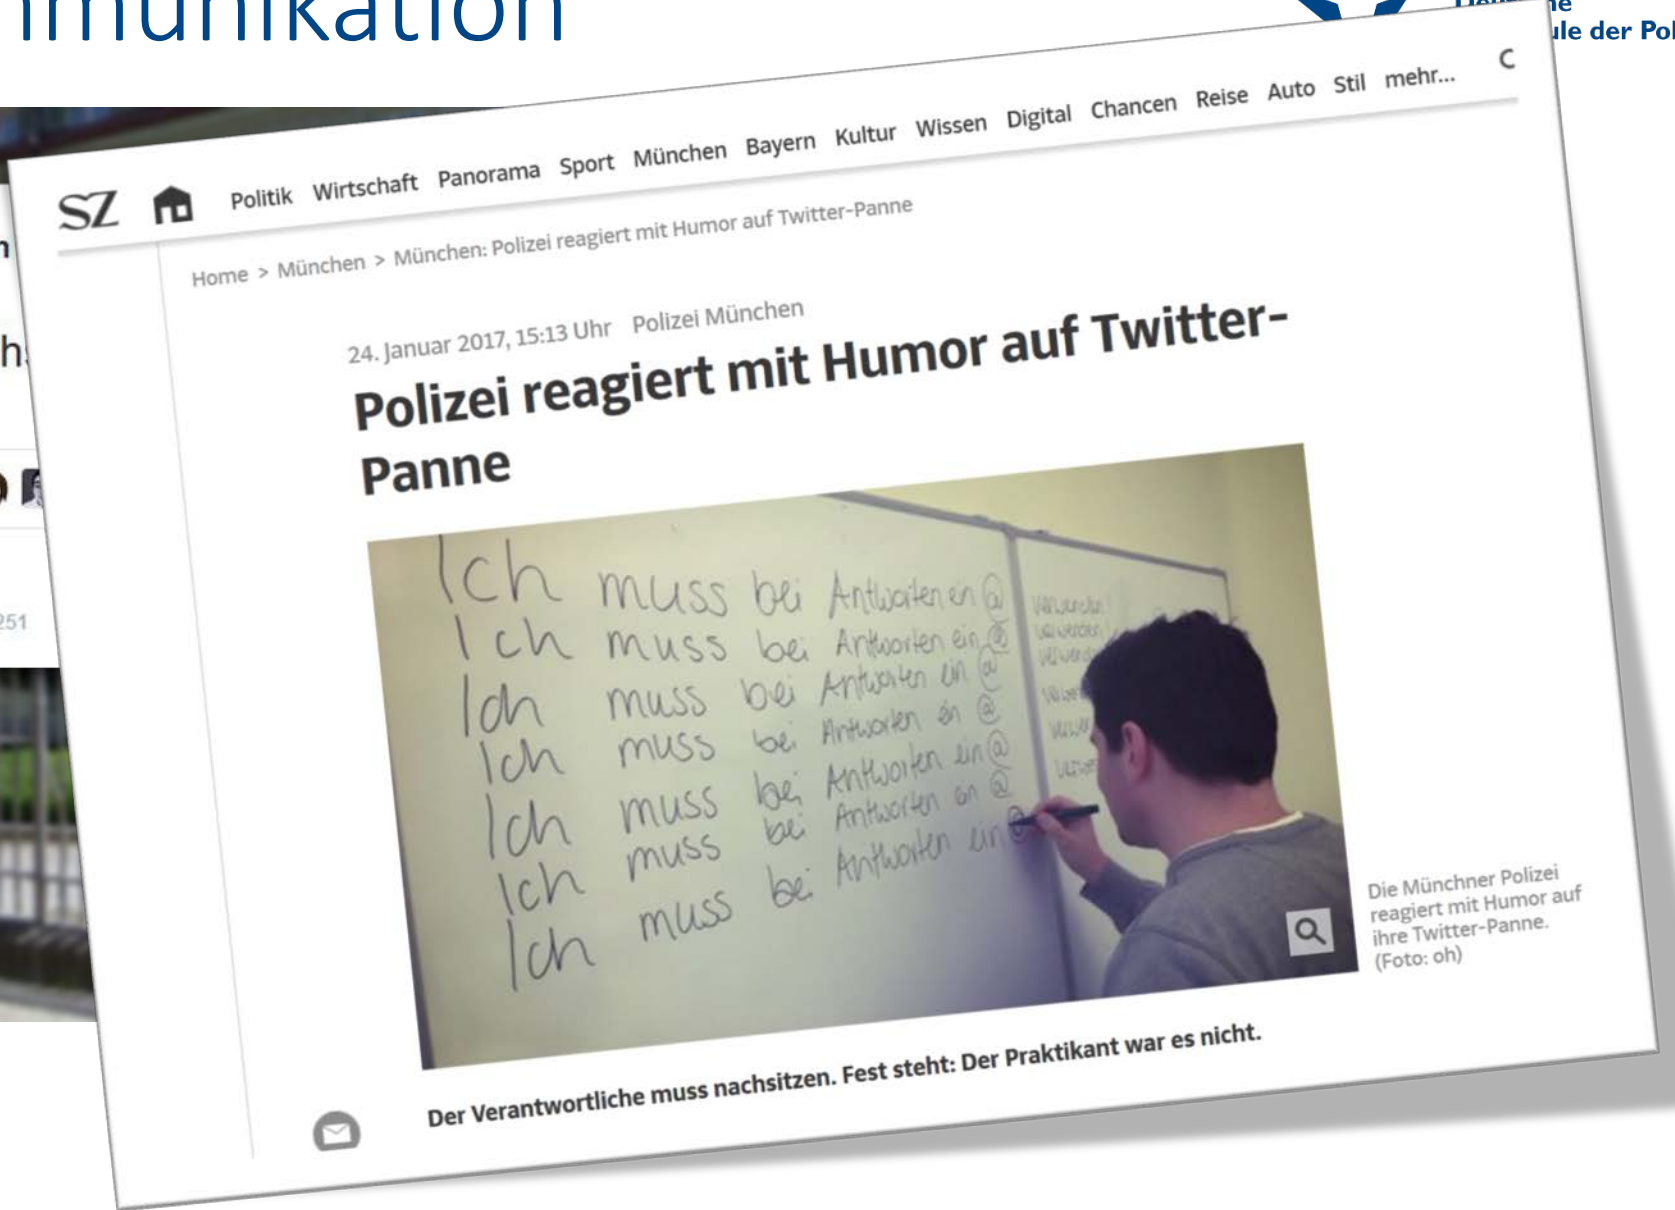 mmunikation
Deutsche
ule der Pol
SZ Politik Wirtschaft Panorama Sport München Bayern Kultur Wissen Digital Chancen Reise Auto Stil mehr...
Home > München > München: Polizei reagiert mit Humor auf Twitter-Panne
24. Januar 2017, 15:13 Uhr Polizei München
Polizei reagiert mit Humor auf Twitter-
Panne
Ich muss bei Antworten ein @ verwenden!
Ich muss bei Antworten ein @ verwenden!
Ich muss bei Antworten ein @
Ich muss bei Antworten ein @
Ich muss bei Antworten ein @
Ich muss bei Antworten ein @
Ich muss bei Antworten ein @
251
Die Münchner Polizei
reagiert mit Humor auf
ihre Twitter-Panne.
(Foto: oh)
Der Verantwortliche muss nachsitzen. Fest steht: Der Praktikant war es nicht.